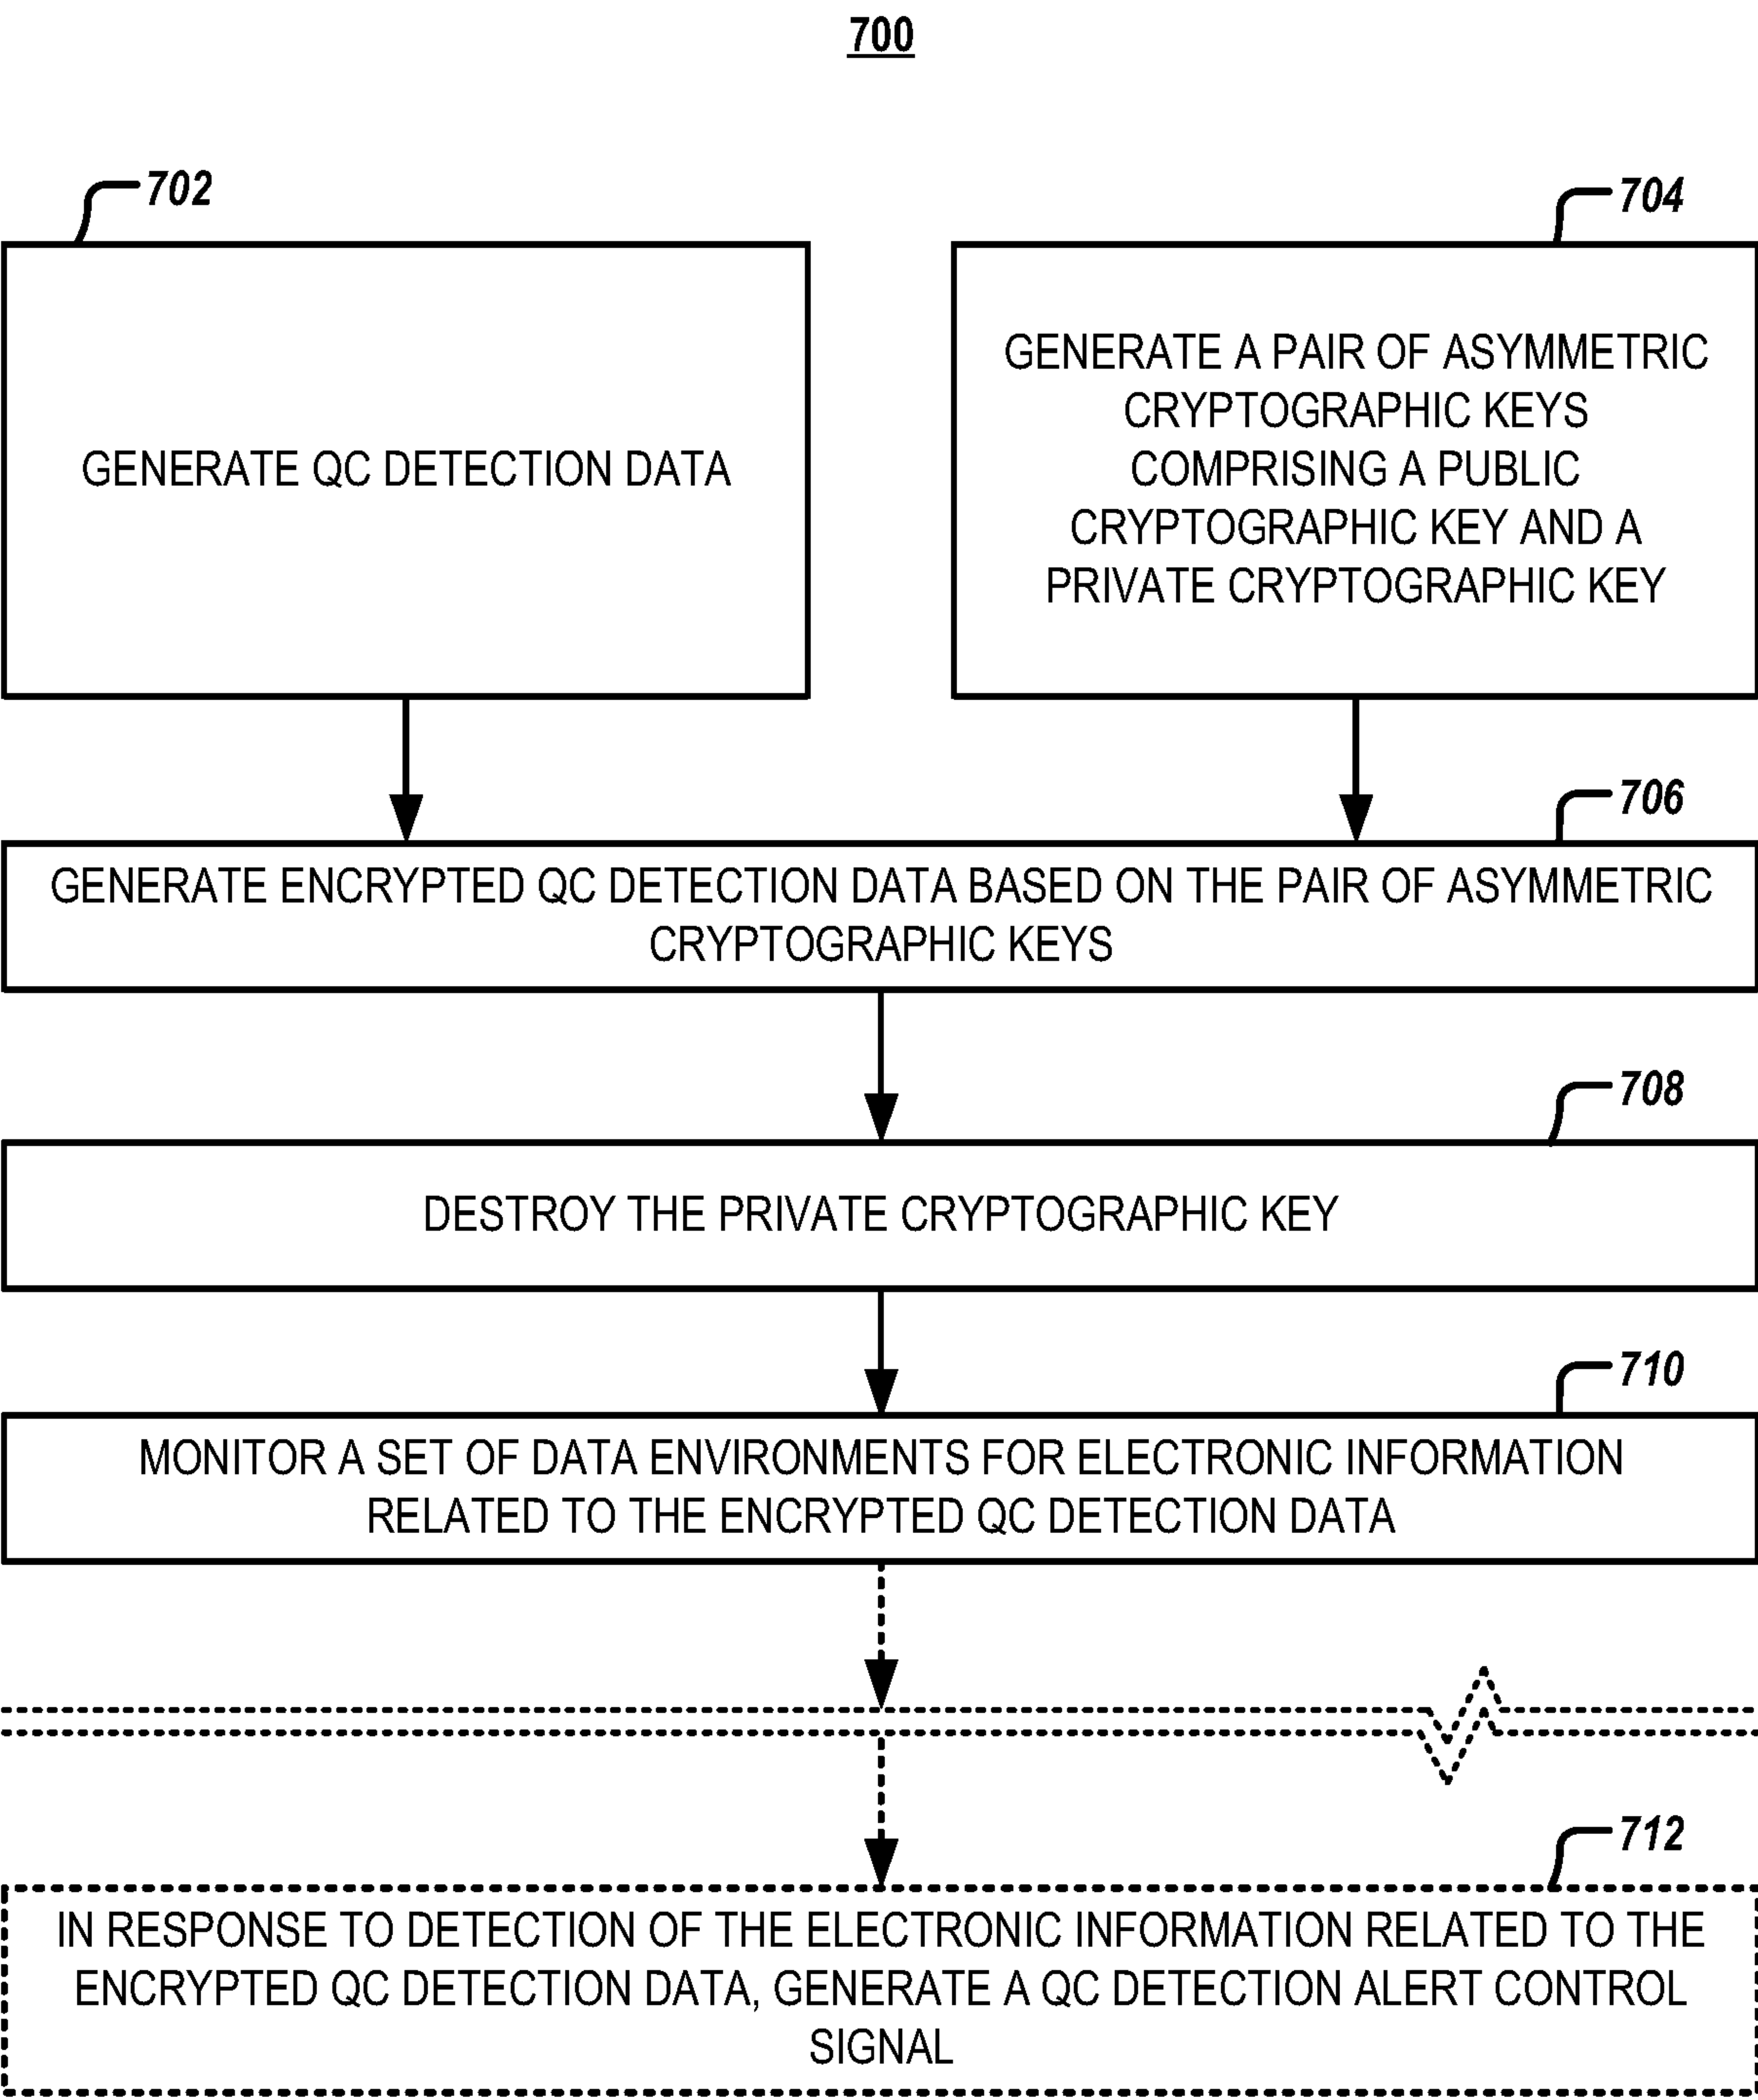 700
702
GENERATE QC DETECTION DATA
704
GENERATE A PAIR OF ASYMMETRIC
CRYPTOGRAPHIC KEYS
COMPRISING A PUBLIC
CRYPTOGRAPHIC KEY AND A
PRIVATE CRYPTOGRAPHIC KEY
706
GENERATE ENCRYPTED QC DETECTION DATA BASED ON THE PAIR OF ASYMMETRIC
CRYPTOGRAPHIC KEYS
708
DESTROY THE PRIVATE CRYPTOGRAPHIC KEY
710
MONITOR A SET OF DATA ENVIRONMENTS FOR ELECTRONIC INFORMATION
RELATED TO THE ENCRYPTED QC DETECTION DATA
712
IN RESPONSE TO DETECTION OF THE ELECTRONIC INFORMATION RELATED TO THE
ENCRYPTED QC DETECTION DATA, GENERATE A QC DETECTION ALERT CONTROL
SIGNAL